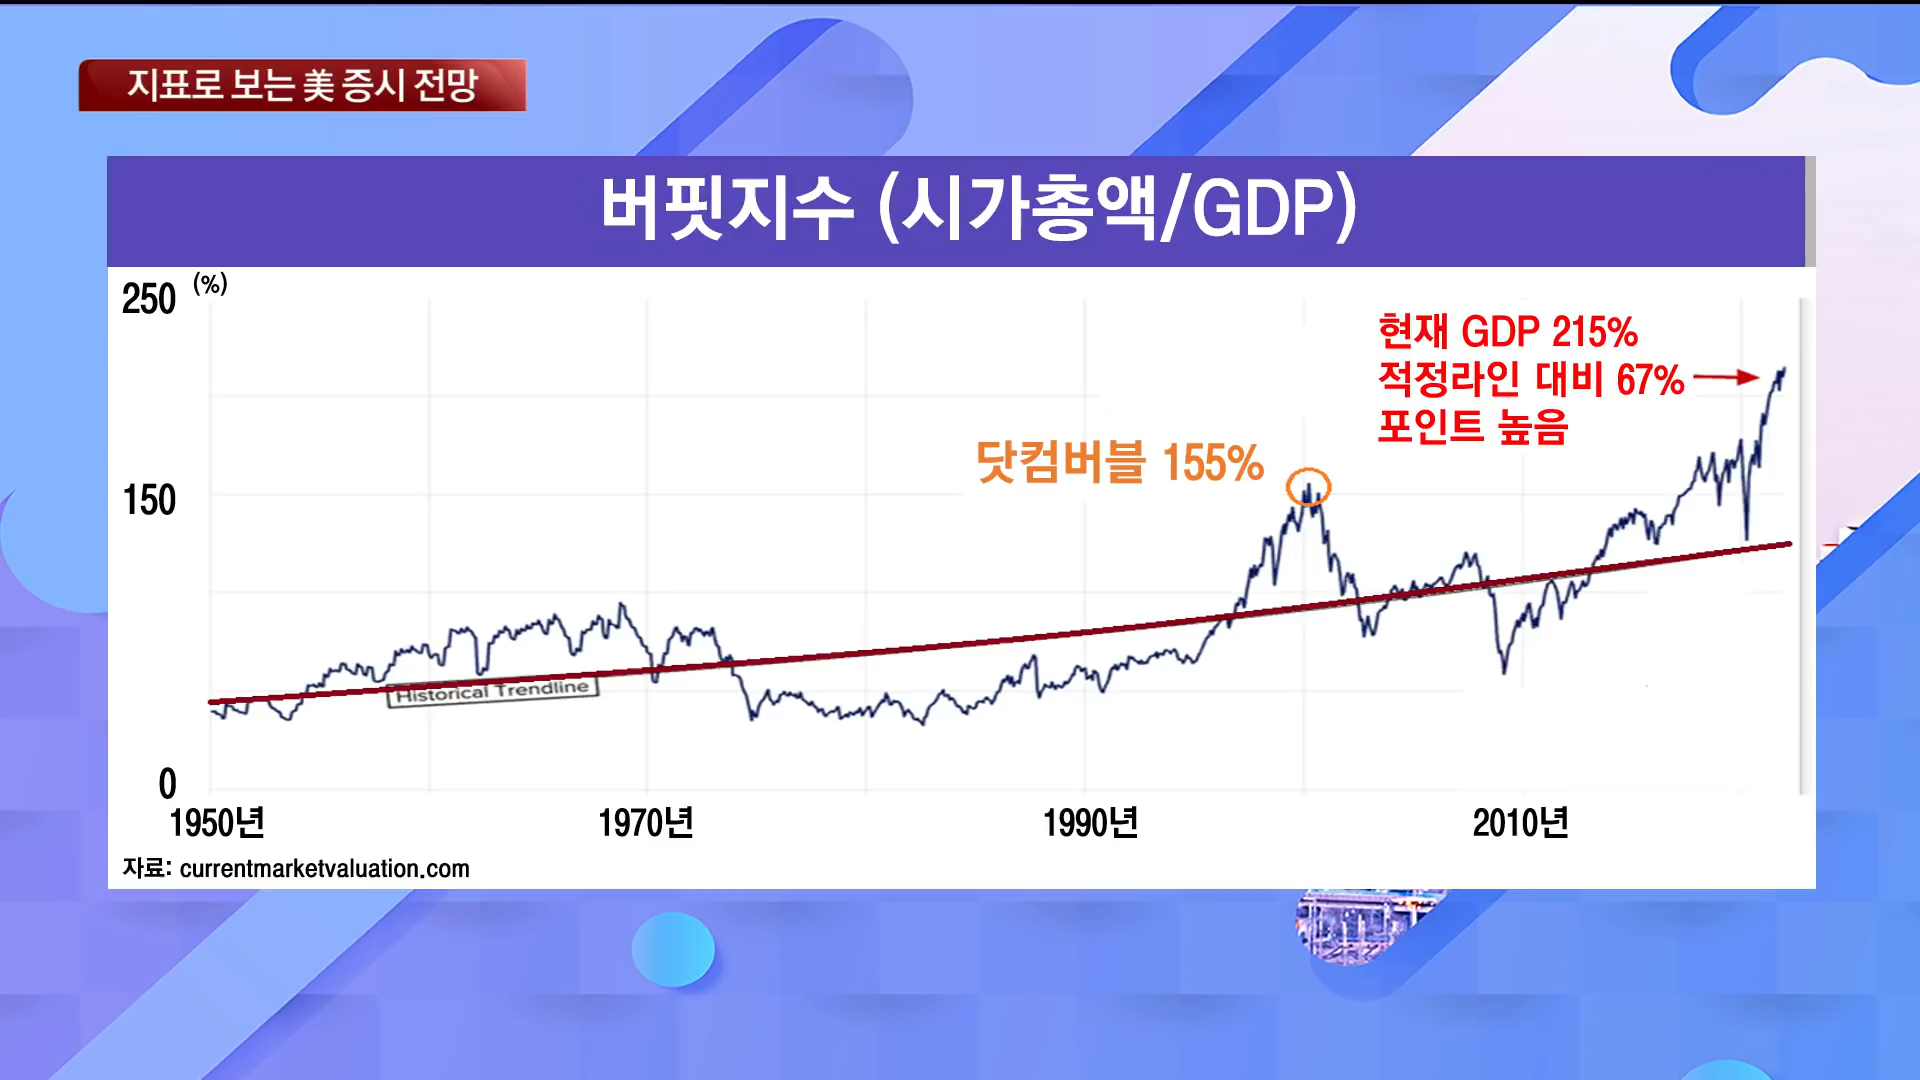 지표로 보는 美 증시 전망
버핏지수 (시가총액/GDP)
250 (%)
현재 GDP 215%
적정라인 대비 67%
포인트 높음
닷컴버블 155%
150
Historical Trendline
0
1950년 1970년 1990년 2010년
자료: currentmarketvaluation.com